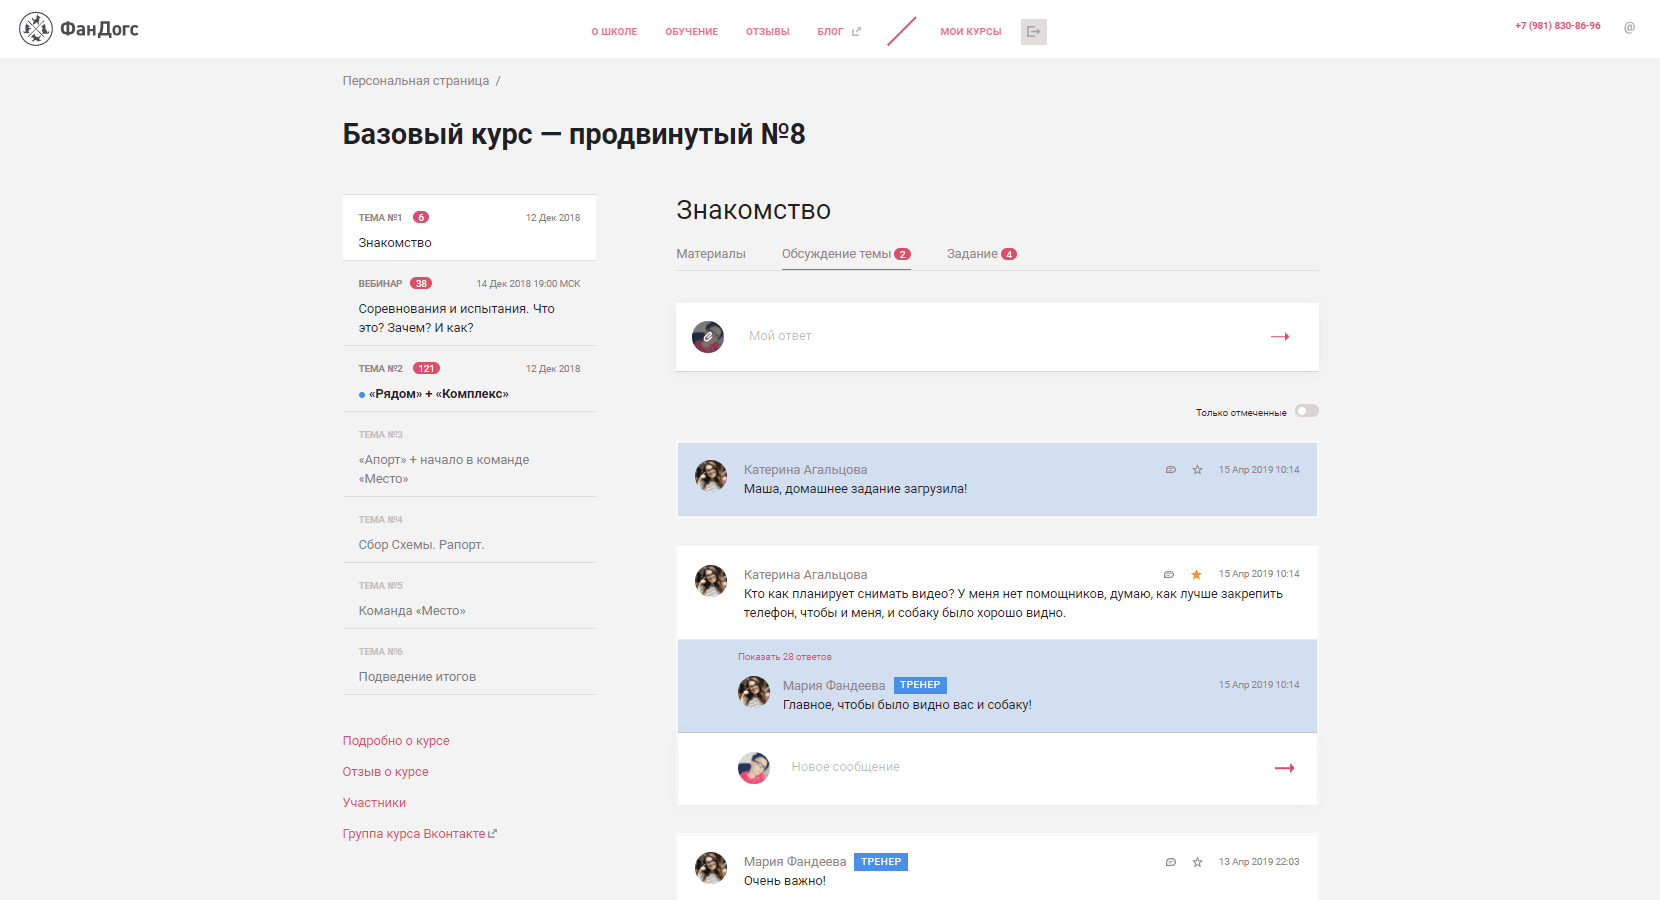 ФанДогс
О ШКОЛЕ
ОБУЧЕНИЕ
ОТЗЫВЫ
БЛОГ
МОИ КУРСЫ
+7 (981) 830-86-96
@
Персональная страница /
Базовый курс — продвинутый №8
ТЕМА №1 6 12 Дек 2018
Знакомство
ВЕБИНАР 38 14 Дек 2018 19:00 МСК
Соревнования и испытания. Что
это? Зачем? И как?
ТЕМА №2 121 12 Дек 2018
«Рядом» + «Комплекс»
ТЕМА №3
«Апорт» + начало в команде
«Место»
ТЕМА №4
Сбор Схемы. Рапорт.
ТЕМА №5
Команда «Место»
ТЕМА №6
Подведение итогов
Подробно о курсе
Отзыв о курсе
Участники
Группа курса Вконтакте
Знакомство
Материалы
Обсуждение темы 2
Задание 4
Мой ответ
Только отмеченные
Катерина Агальцова 15 Апр 2019 10:14
Маша, домашнее задание загрузила!
Катерина Агальцова 15 Апр 2019 10:14
Кто как планирует снимать видео? У меня нет помощников, думаю, как лучше закрепить
телефон, чтобы и меня, и собаку было хорошо видно.
Показать 28 ответов
Мария Фандеева ТРЕНЕР 15 Апр 2019 10:14
Главное, чтобы было видно вас и собаку!
Новое сообщение
Мария Фандеева ТРЕНЕР 13 Апр 2019 22:03
Очень важно!